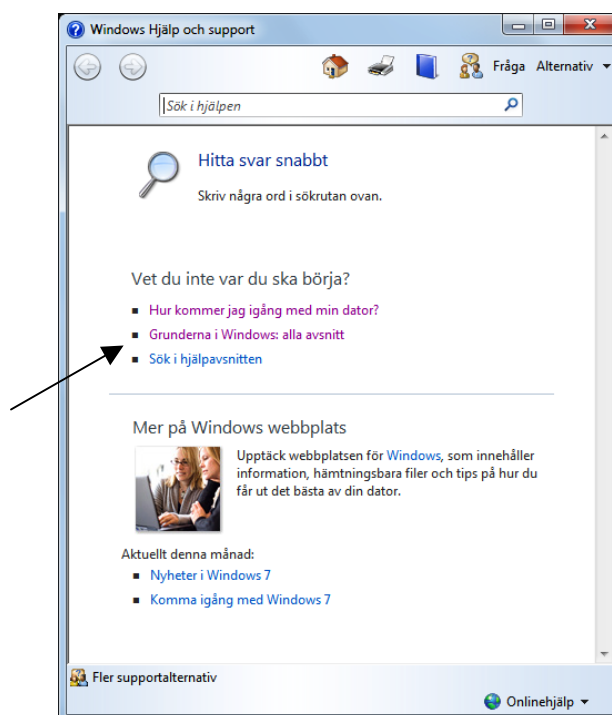 Windows Hjälp och support
Fråga Alternativ
Sök i hjälpen
Hitta svar snabbt
Skriv några ord i sökrutan ovan.
Vet du inte var du ska börja?
Hur kommer jag igång med min dator?
Grunderna i Windows: alla avsnitt
Sök i hjälpavsnitten
Mer på Windows webbplats
Upptäck webbplatsen för Windows, som innehåller
information, hämtningsbara filer och tips på hur du
får ut det bästa av din dator.
Aktuellt denna månad:
Nyheter i Windows 7
Komma igång med Windows 7
Fler supportalternativ
Onlinehjälp